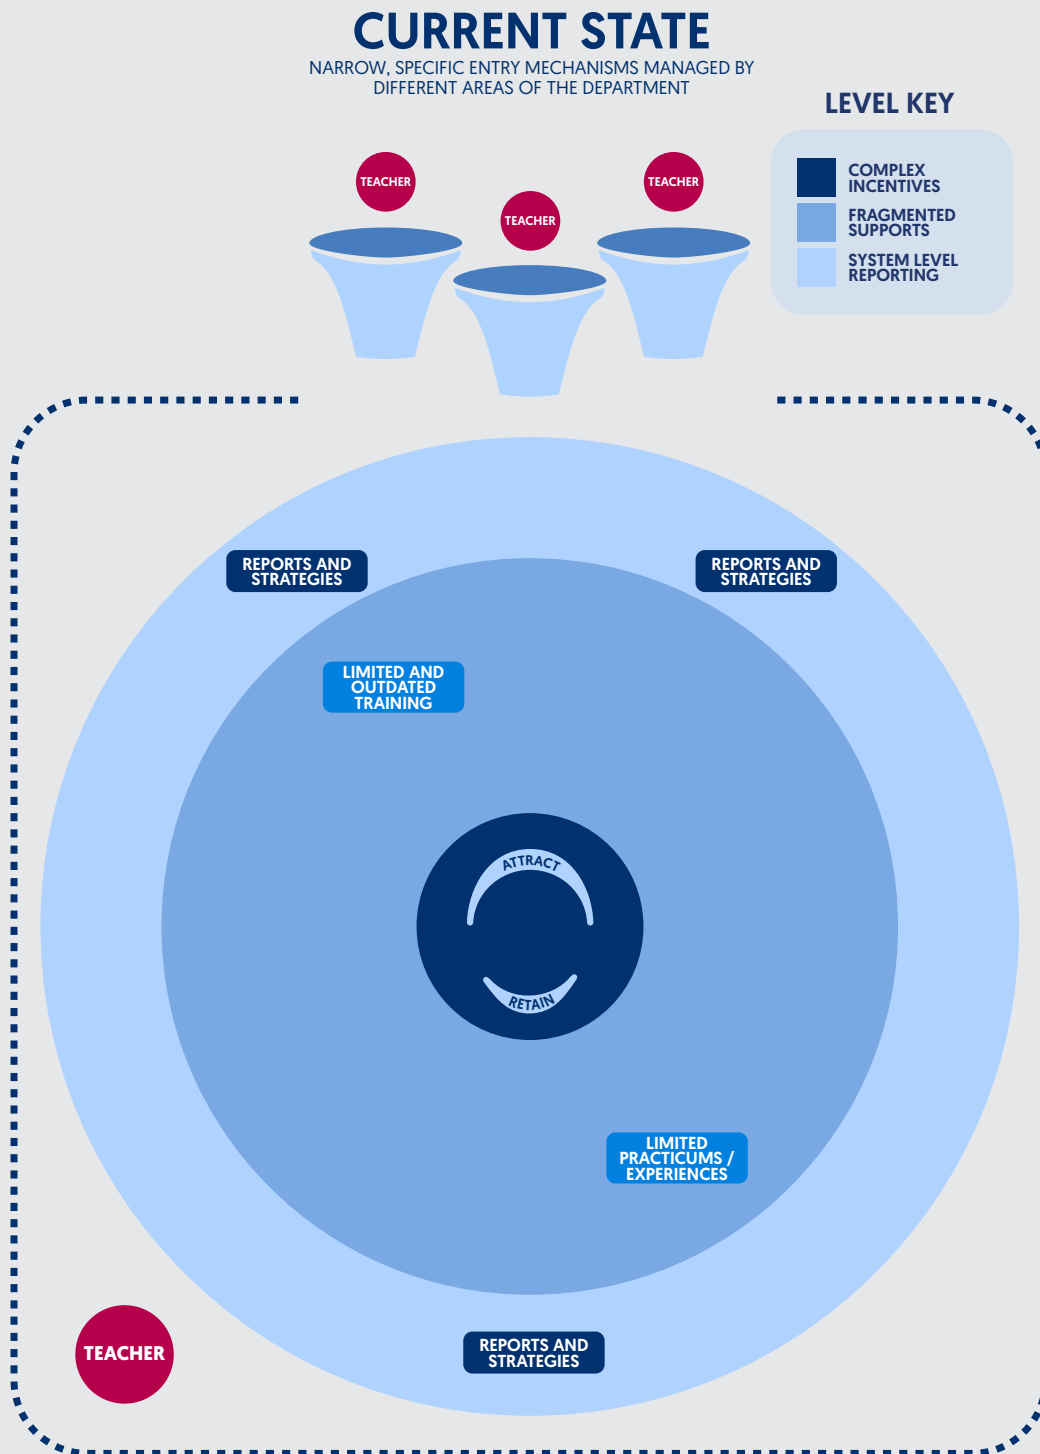 CURRENT STATE
NARROW, SPECIFIC ENTRY MECHANISMS MANAGED BY
DIFFERENT AREAS OF THE DEPARTMENT
LEVEL KEY
COMPLEX
INCENTIVES
FRAGMENTED
SUPPORTS
SYSTEM LEVEL
REPORTING
TEACHER
TEACHER
TEACHER
REPORTS AND
STRATEGIES
REPORTS AND
STRATEGIES
LIMITED AND
OUTDATED
TRAINING
ATTRACT
RETAIN
LIMITED
PRACTICUMS /
EXPERIENCES
TEACHER
REPORTS AND
STRATEGIES